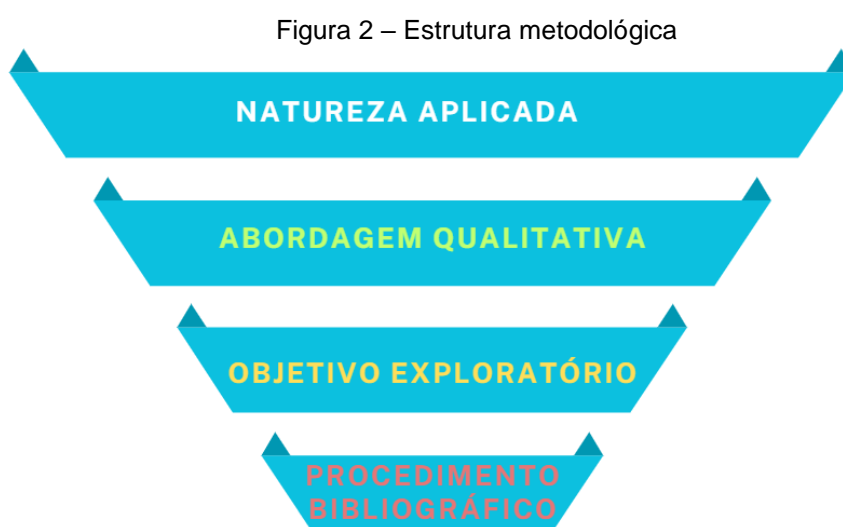 Figura 2 – Estrutura metodológica
NATUREZA APLICADA
ABORDAGEM QUALITATIVA
OBJETIVO EXPLORATÓRIO
PROCEDIMENTO
BIBLIOGRÁFICO